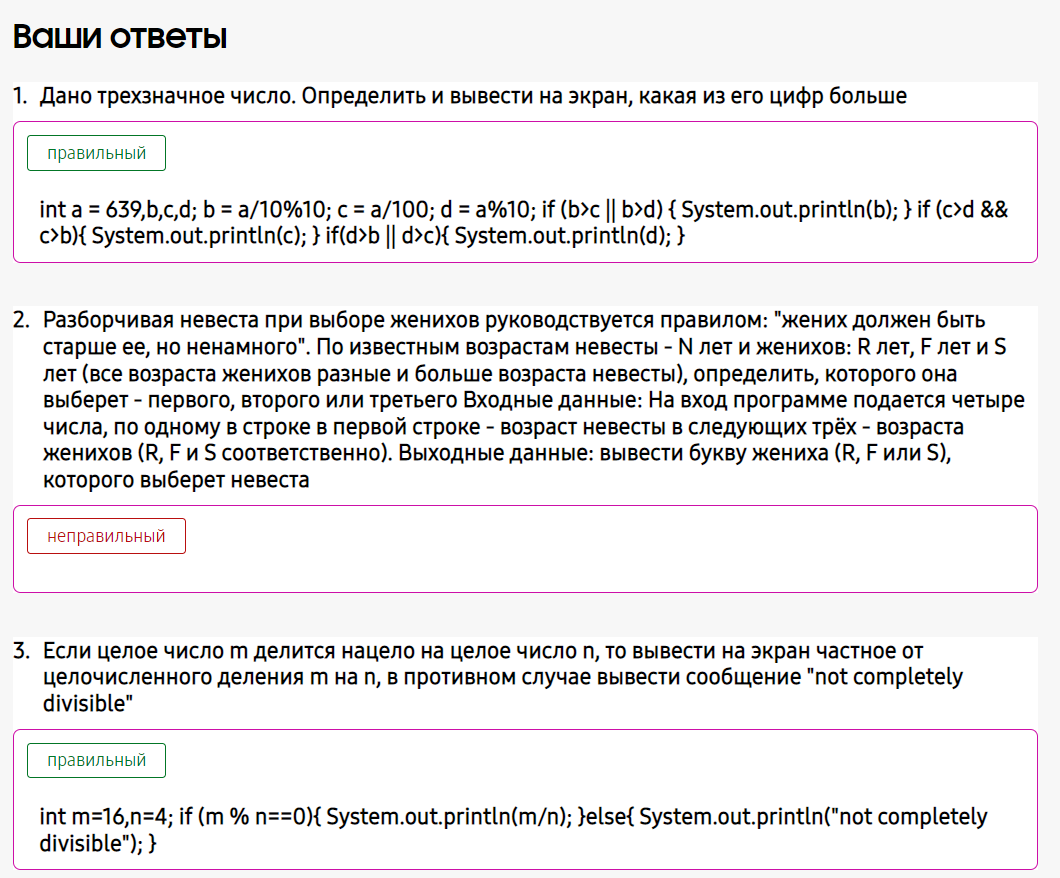 Ваши ответы
1. Дано трехзначное число. Определить и вывести на экран, какая из его цифр больше
правильный
int a = 639,b,c,d; b = a/10%10; c = a/100; d = a%10; if (b>c || b>d) { System.out.println(b); } if (c>d &&
c>b){ System.out.println(c); } if(d>b || d>c){ System.out.println(d); }
2. Разборчивая невеста при выборе женихов руководствуется правилом: "жених должен быть
старше ее, но ненамного". По известным возрастам невесты - N лет и женихов: R лет, F лет и S
лет (все возраста женихов разные и больше возраста невесты), определить, которого она
выберет - первого, второго или третьего Входные данные: На вход программе подается четыре
числа, по одному в строке в первой строке - возраст невесты в следующих трёх - возраста
женихов (R, F и S соответственно). Выходные данные: вывести букву жениха (R, F или S),
которого выберет невеста
неправильный
3. Если целое число m делится нацело на целое число n, то вывести на экран частное от
целочисленного деления m на n, в противном случае вывести сообщение "not completely
divisible"
правильный
int m=16,n=4; if (m % n==0){ System.out.println(m/n); }else{ System.out.println("not completely
divisible"); }